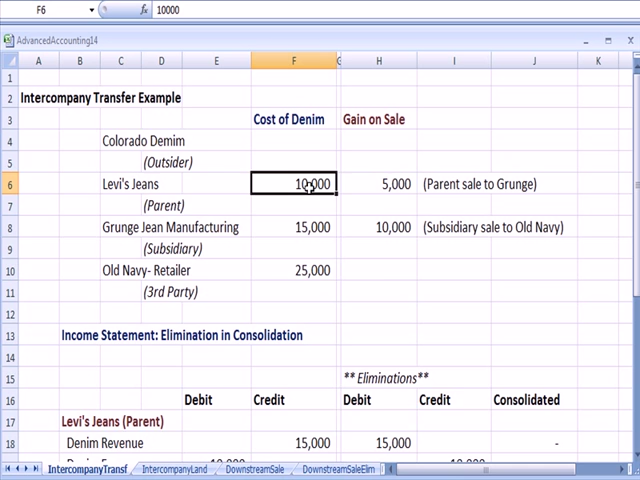 F6 fx 10000
AdvancedAccounting14
A B C D E F G H I J K
1
2 Intercompany Transfer Example
3 Cost of Denim Gain on Sale
4 Colorado Demim
5 (Outsider)
6 Levi's Jeans 10,000 5,000 (Parent sale to Grunge)
7 (Parent)
8 Grunge Jean Manufacturing 15,000 10,000 (Subsidiary sale to Old Navy)
9 (Subsidiary)
10 Old Navy- Retailer 25,000
11 (3rd Party)
12
13 Income Statement: Elimination in Consolidation
14
15 ** Eliminations**
16 Debit Credit Debit Credit Consolidated
17 Levi's Jeans (Parent)
18 Denim Revenue 15,000 15,000 -
IntercompanyTransf IntercompanyLand DownstreamSale DownstreamSaleElim